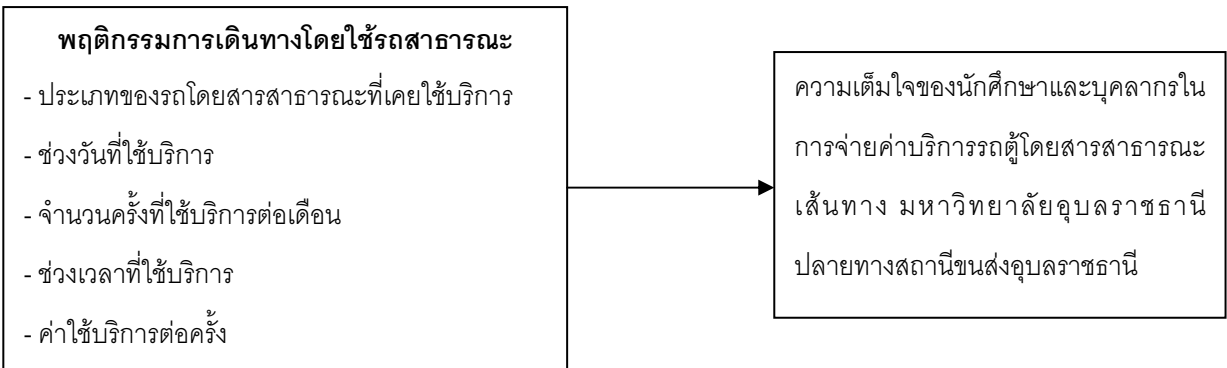 พฤติกรรมการเดินทางโดยใช้รถสาธารณะ
- ประเภทของรถโดยสารสาธารณะที่เคยใช้บริการ
- ช่วงวันที่ใช้บริการ
- จำนวนครั้งที่ใช้บริการต่อเดือน
- ช่วงเวลาที่ใช้บริการ
- ค่าใช้บริการต่อครั้ง
ความเต็มใจของนักศึกษาและบุคลากรใน
การจ่ายค่าบริการรถตู้โดยสารสาธารณะ
เส้นทาง มหาวิทยาลัยอุบลราชธานี
ปลายทางสถานีขนส่งอุบลราชธานี